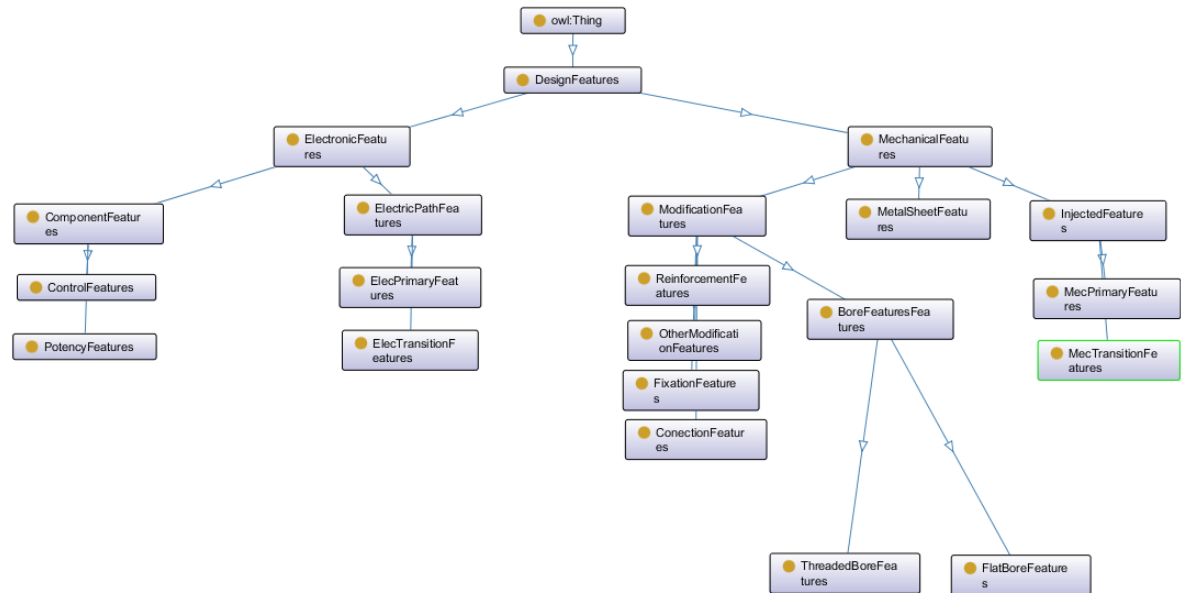 owl:Thing
DesignFeatures
ElectronicFeatu
res
MechanicalFeatu
res
ComponentFeatur
es
ElectricPathFea
tures
ModificationFea
tures
MetalSheetFeatu
res
InjectedFeature
s
ControlFeatures
ElecPrimaryFeat
ures
ReinforcementFe
atures
BoreFeaturesFea
tures
MecPrimaryFeatu
res
PotencyFeatures
ElecTransitionF
eatures
OtherModificati
onFeatures
MecTransitionFe
atures
FixationFeature
s
ConectionFeatur
es
ThreadedBoreFea
tures
FlatBoreFeature
s